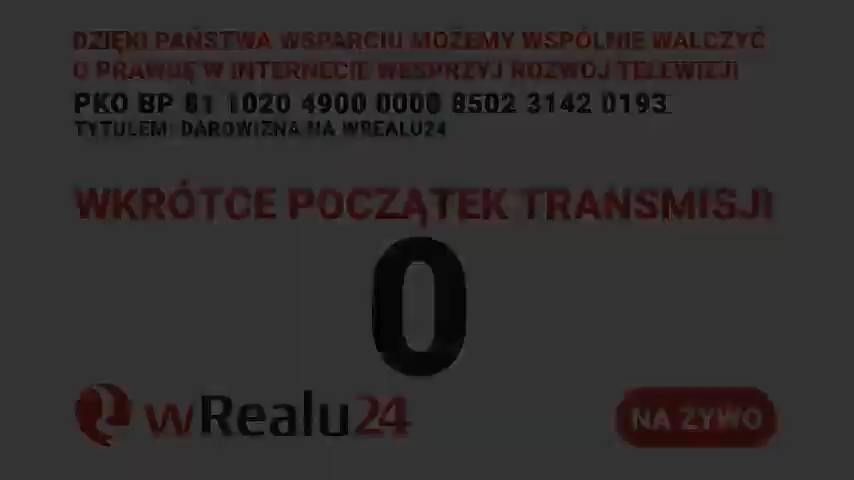 DZIĘKI PAŃSTWA WSPARCIU MOŻEMY WSPÓLNIE WALCZYĆ
O PRAWDĘ W INTERNECIE WESPRZYJ ROZWÓJ TELEWIZJI
PKO BP 81 1020 4900 0000 8502 3142 0193
TYTUŁEM: DAROWIZNA NA WREALU24
WKRÓTCE POCZĄTEK TRANSMISJI
0
wRealu24
NA ŻYWO